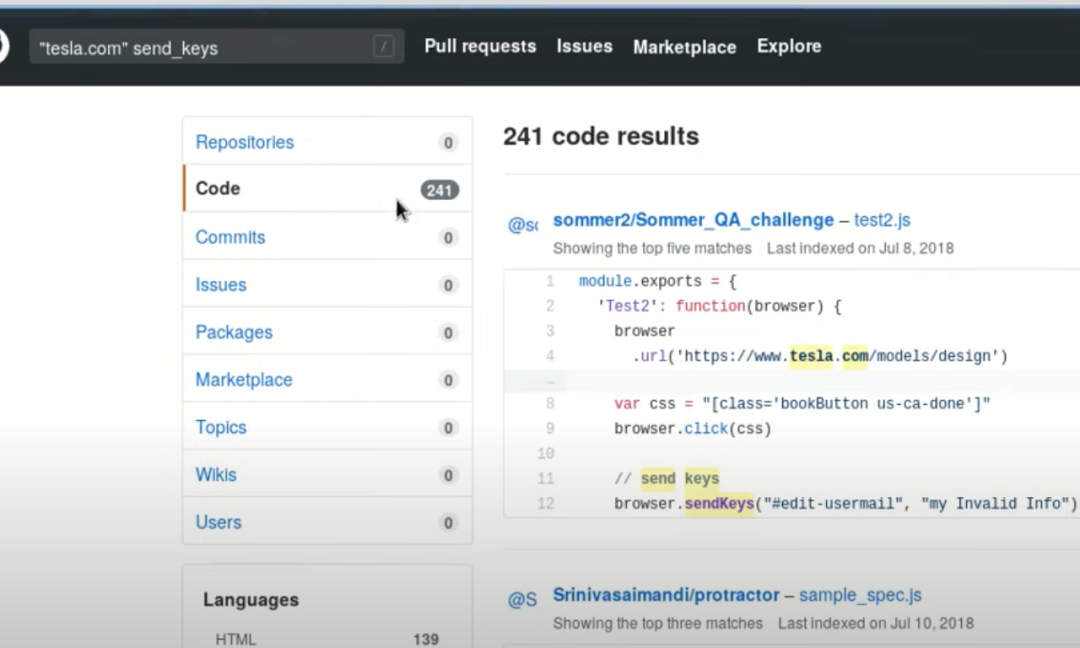 "tesla.com" send_keys / Pull requests Issues Marketplace Explore
Repositories 0
Code 241
Commits 0
Issues 0
Packages 0
Marketplace 0
Topics 0
Wikis 0
Users 0
Languages
HTML 139
241 code results
sommer2/Sommer_QA_challenge – test2.js
Showing the top five matches Last indexed on Jul 8, 2018
1 module.exports = {
2 'Test2': function(browser) {
3 browser
4 .url('https://www.tesla.com/models/design')
8 var css = "[class='bookButton us-ca-done']"
9 browser.click(css)
10
11 // send keys
12 browser.sendKeys("#edit-usermail", "my Invalid Info")
Srinivasaimandi/protractor – sample_spec.js
Showing the top three matches Last indexed on Jul 10, 2018